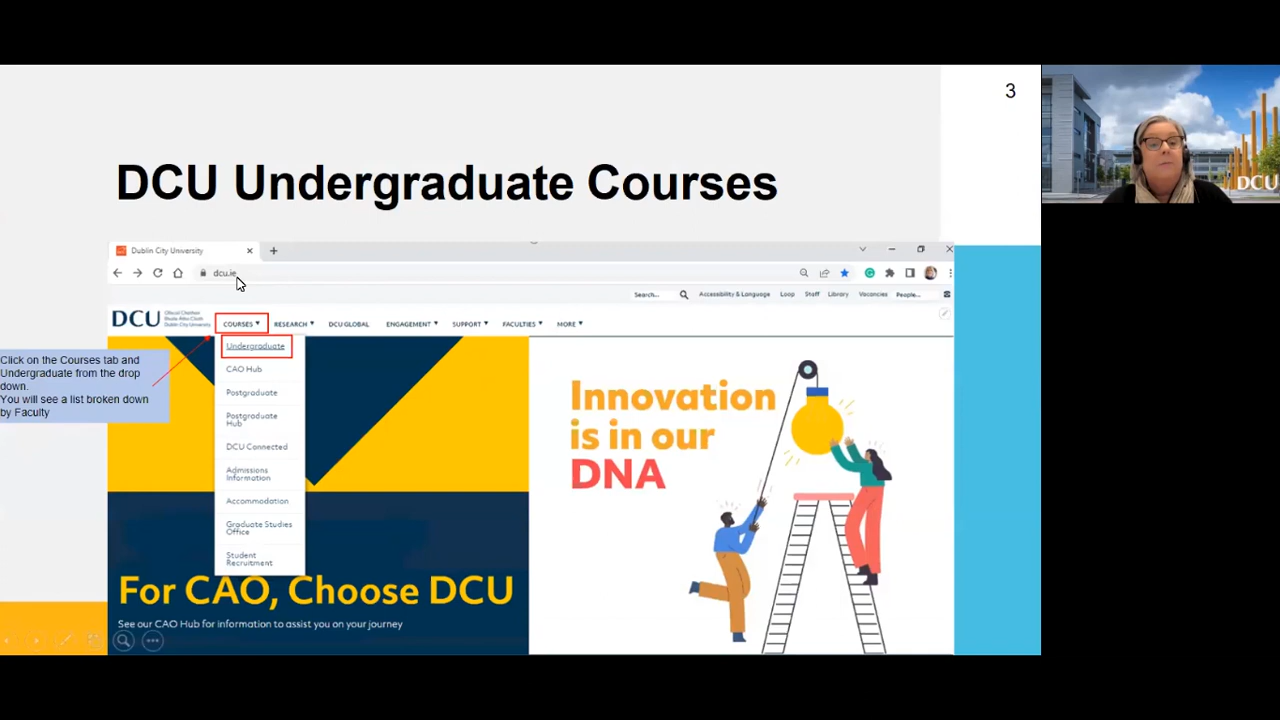 3
DCU Undergraduate Courses
Dublin City University
dcu.ie
Search...
Accessibility & Language
Loop
Staff
Library
Vacancies
People...
DCU
Dublin City University
COURSES
RESEARCH
DCU GLOBAL
ENGAGEMENT
SUPPORT
FACULTIES
MORE
Click on the Courses tab and
Undergraduate from the drop
down.
You will see a list broken down
by Faculty
Undergraduate
CAO Hub
Postgraduate
Postgraduate
Hub
DCU Connected
Admissions
Information
Accommodation
Graduate Studies
Office
Student
Recruitment
Innovation
is in our
DNA
For CAO, Choose DCU
See our CAO Hub for information to assist you on your journey
DCU